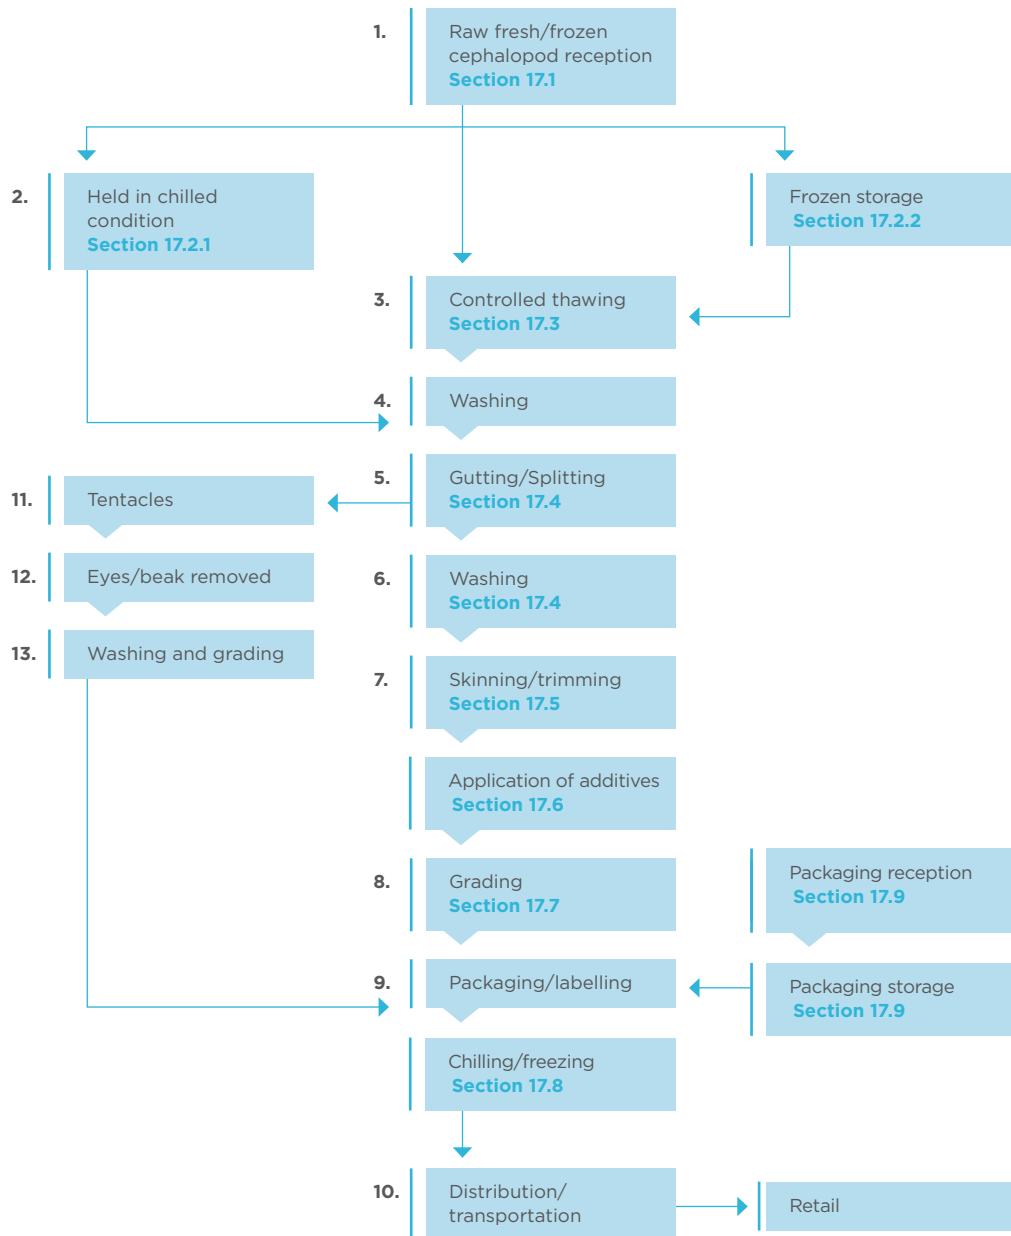 1.
Raw fresh/frozen
cephalopod reception
Section 17.1
2.
Held in chilled
condition
Section 17.2.1
Frozen storage
Section 17.2.2
3.
Controlled thawing
Section 17.3
4.
Washing
5.
Gutting/Splitting
Section 17.4
11.
Tentacles
12.
Eyes/beak removed
13.
Washing and grading
6.
Washing
Section 17.4
7.
Skinning/trimming
Section 17.5
Application of additives
Section 17.6
8.
Grading
Section 17.7
Packaging reception
Section 17.9
9.
Packaging/labelling
Packaging storage
Section 17.9
Chilling/freezing
Section 17.8
10.
Distribution/
transportation
Retail